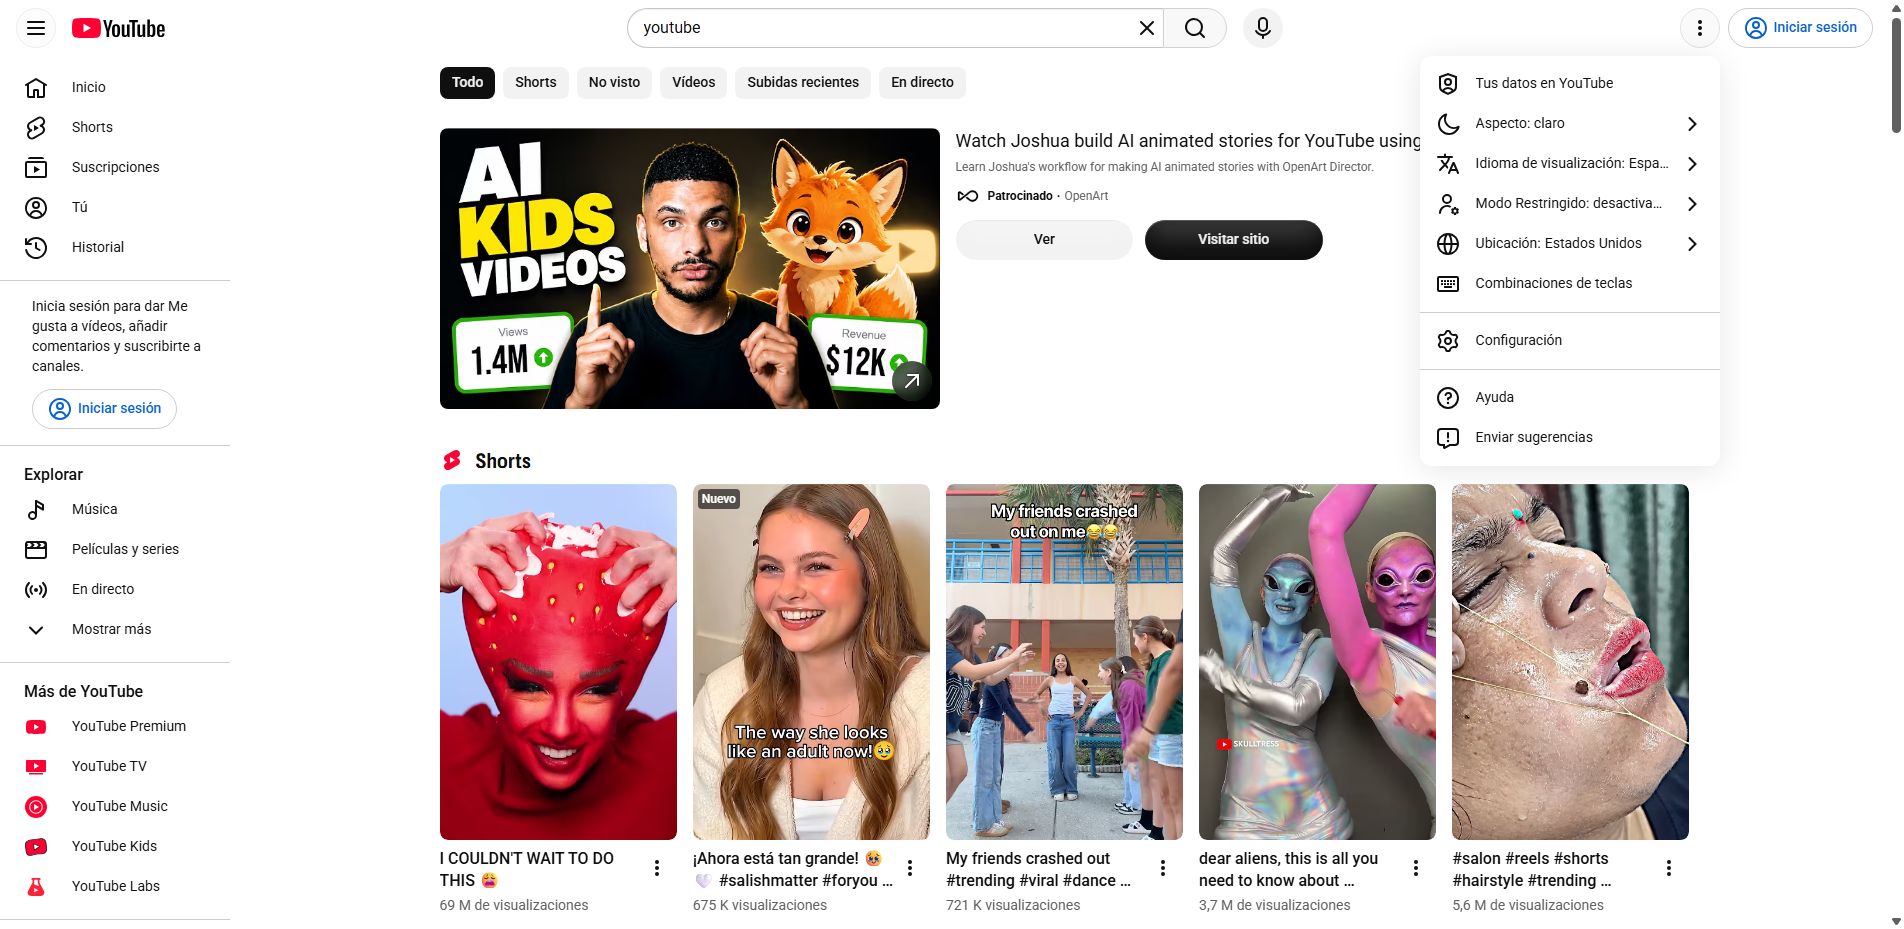 YouTube
youtube
Iniciar sesión
Inicio
Shorts
Suscripciones
Tú
Historial
Inicia sesión para dar Me
gusta a vídeos, añadir
comentarios y suscribirte a
canales.
Iniciar sesión
Explorar
Música
Películas y series
En directo
Mostrar más
Más de YouTube
YouTube Premium
YouTube TV
YouTube Music
YouTube Kids
YouTube Labs
Todo
Shorts
No visto
Vídeos
Subidas recientes
En directo
AI
KIDS
VIDEOS
Views
1.4M
Revenue
$12K
Watch Joshua build AI animated stories for YouTube using
Learn Joshua's workflow for making AI animated stories with OpenArt Director.
Patrocinado · OpenArt
Ver
Visitar sitio
Tus datos en YouTube
Aspecto: claro
Idioma de visualización: Espa...
Modo Restringido: desactiva...
Ubicación: Estados Unidos
Combinaciones de teclas
Configuración
Ayuda
Enviar sugerencias
Shorts
I COULDN'T WAIT TO DO
THIS 😩
69 M de visualizaciones
Nuevo
The way she looks
like an adult now!🥹
¡Ahora está tan grande! 😭
🤍 #salishmatter #foryou ...
675 K visualizaciones
My friends crashed
out on me😂😂
My friends crashed out
#trending #viral #dance ...
721 K visualizaciones
SKULLTRESS
dear aliens, this is all you
need to know about ...
3,7 M de visualizaciones
#salon #reels #shorts
#hairstyle #trending ...
5,6 M de visualizaciones